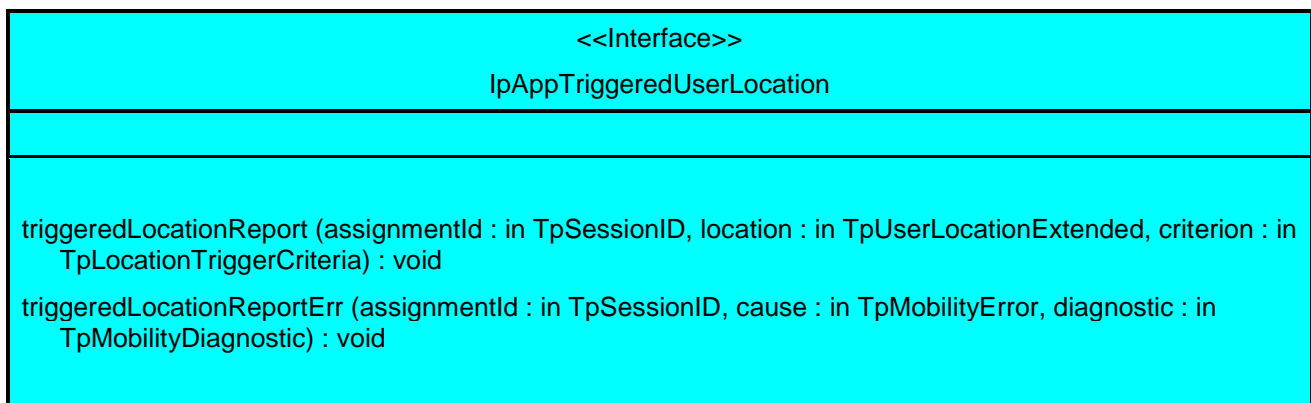 <<Interface>>
IpAppTriggeredUserLocation
triggeredLocationReport (assignmentId : in TpSessionID, location : in TpUserLocationExtended, criterion : in
TpLocationTriggerCriteria) : void
triggeredLocationReportErr (assignmentId : in TpSessionID, cause : in TpMobilityError, diagnostic : in
TpMobilityDiagnostic) : void